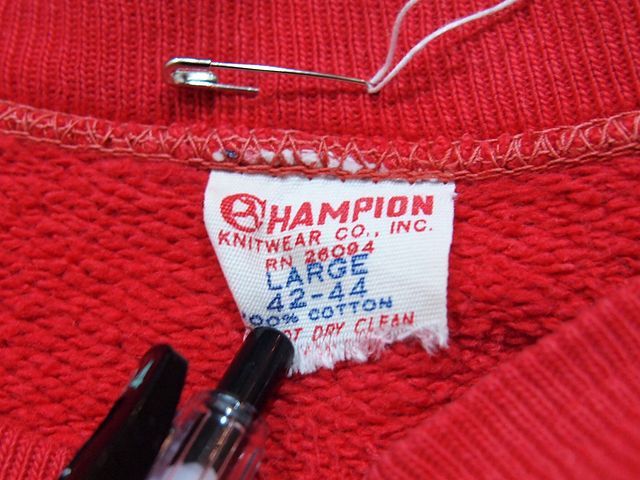 CHAMPION
KNITWEAR CO., INC.
RN 26094
LARGE
42-44
100% COTTON
DRY CLEAN